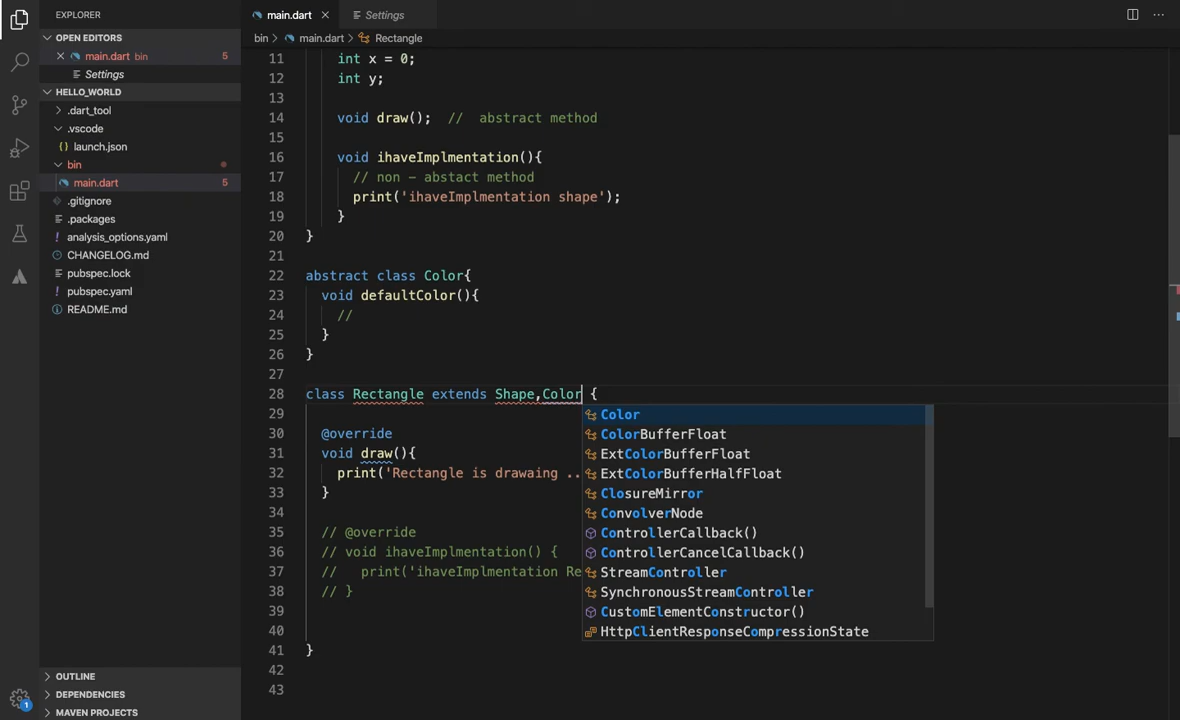 EXPLORER
main.dart
Settings
OPEN EDITORS
bin > main.dart > Rectangle
main.dart bin 5
Settings
HELLO_WORLD
.dart_tool
.vscode
launch.json
bin
main.dart 5
.gitignore
.packages
analysis_options.yaml
CHANGELOG.md
pubspec.lock
pubspec.yaml
README.md
OUTLINE
DEPENDENCIES
MAVEN PROJECTS
1
11 int x = 0;
12 int y;
13
14 void draw(); // abstract method
15
16 void ihaveImplmentation(){
17 // non - abstact method
18 print('ihaveImplmentation shape');
19 }
20 }
21
22 abstract class Color{
23 void defaultColor(){
24 //
25 }
26 }
27
28 class Rectangle extends Shape,Color {
29
30 @override
31 void draw(){
32 print('Rectangle is drawaing ..
33 }
34
35 // @override
36 // void ihaveImplmentation() {
37 // print('ihaveImplmentation Re
38 // }
39
40
41 }
42
43
Color
ColorBufferFloat
ExtColorBufferFloat
ExtColorBufferHalfFloat
ClosureMirror
ConvolverNode
ControllerCallback()
ControllerCancelCallback()
StreamController
SynchronousStreamController
CustomElementConstructor()
HttpClientResponseCompressionState